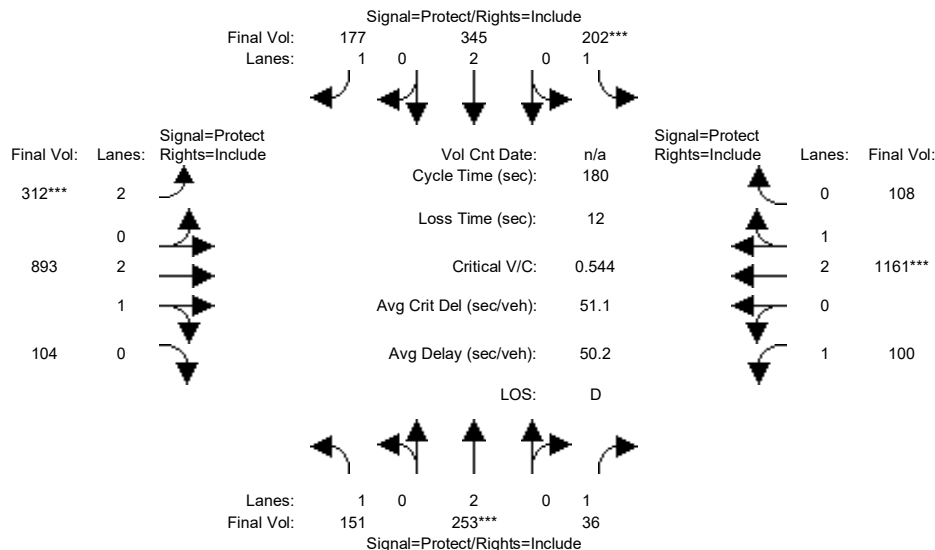 Signal=Protect/Rights=Include
Final Vol: 177 345 202***
Lanes: 1 0 2 0 1
Signal=Protect
Final Vol: Lanes: Rights=Include
Vol Cnt Date: n/a
Signal=Protect
Rights=Include Lanes: Final Vol:
Cycle Time (sec): 180
312*** 2
0 108
Loss Time (sec): 12
0
1
893 2
Critical V/C: 0.544
2 1161***
1
Avg Crit Del (sec/veh): 51.1
0
104 0
Avg Delay (sec/veh): 50.2
1 100
LOS: D
Lanes: 1 0 2 0 1
Final Vol: 151 253*** 36
Signal=Protect/Rights=Include